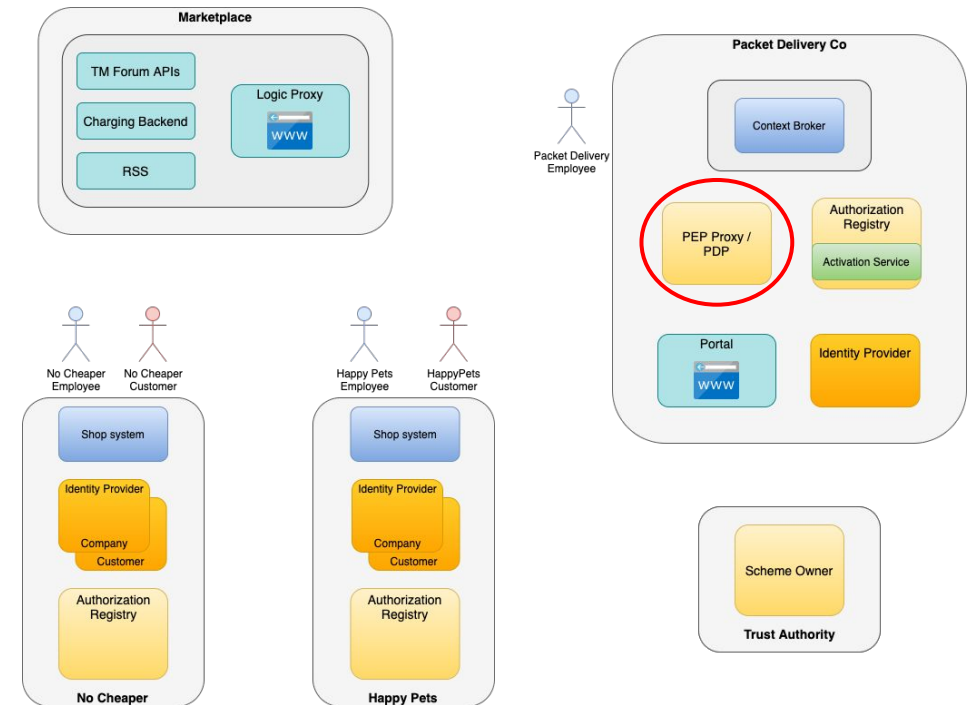 Marketplace
TM Forum APIs
Charging Backend
RSS
Logic Proxy
www
Packet Delivery
Employee
Packet Delivery Co
Context Broker
PEP Proxy /
PDP
Authorization
Registry
Activation Service
Portal
www
Identity Provider
No Cheaper
Employee
No Cheaper
Customer
Shop system
Identity Provider
Company
Customer
Authorization
Registry
No Cheaper
Happy Pets
Employee
HappyPets
Customer
Shop system
Identity Provider
Company
Customer
Authorization
Registry
Happy Pets
Scheme Owner
Trust Authority